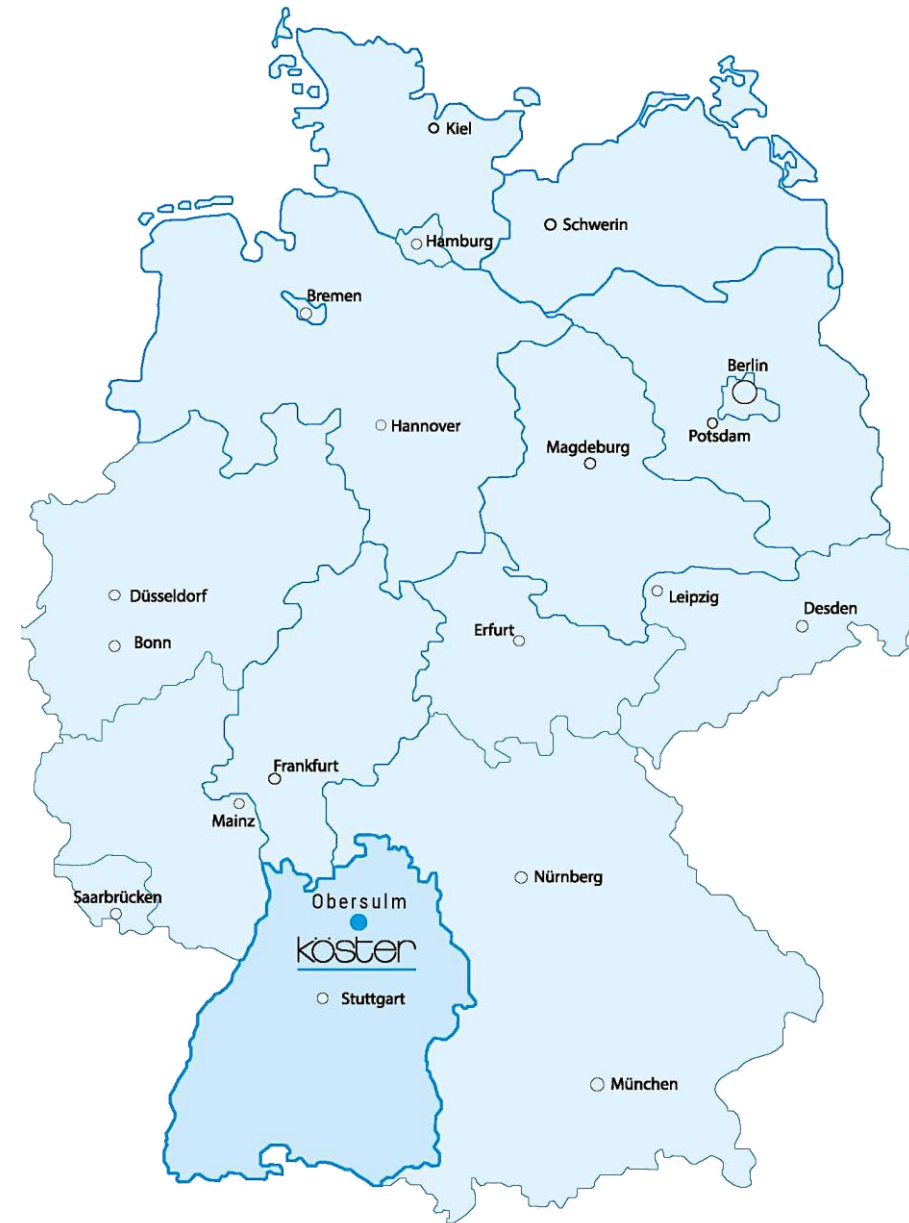 Kiel
Schwerin
Hamburg
Bremen
Berlin
Hannover
Potsdam
Magdeburg
Düsseldorf
Leipzig
Desden
Erfurt
Bonn
Frankfurt
Mainz
Nürnberg
Saarbrücken
Obersulm
köster
Stuttgart
München